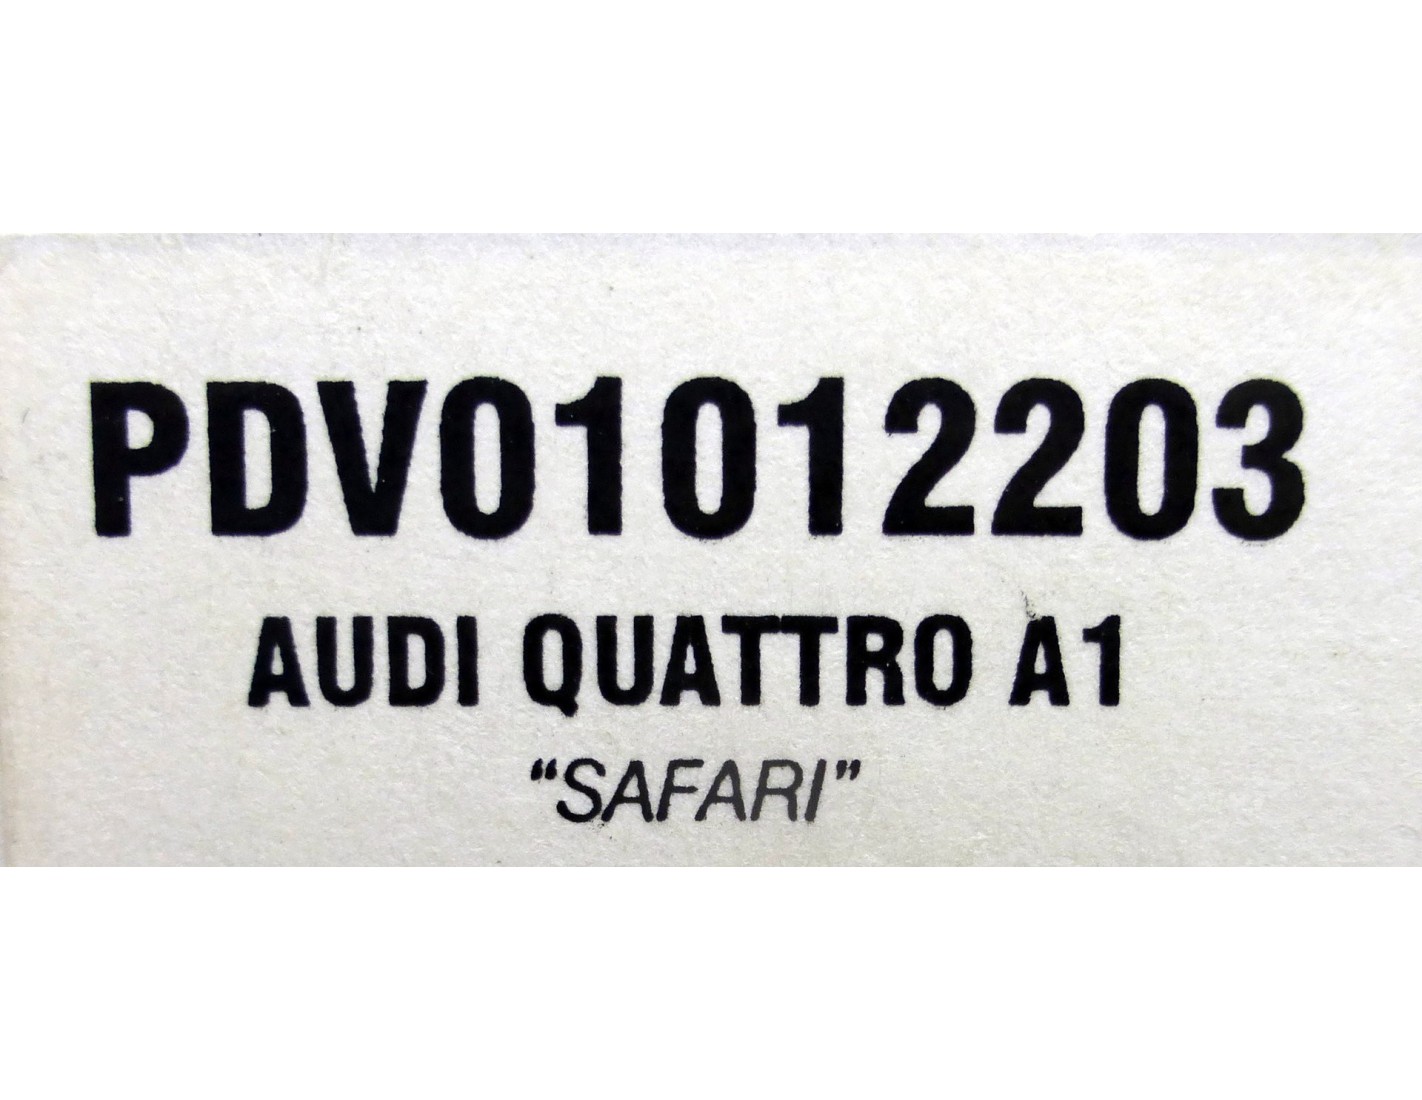 PDV01012203
AUDI QUATTRO A1
“SAFARI”